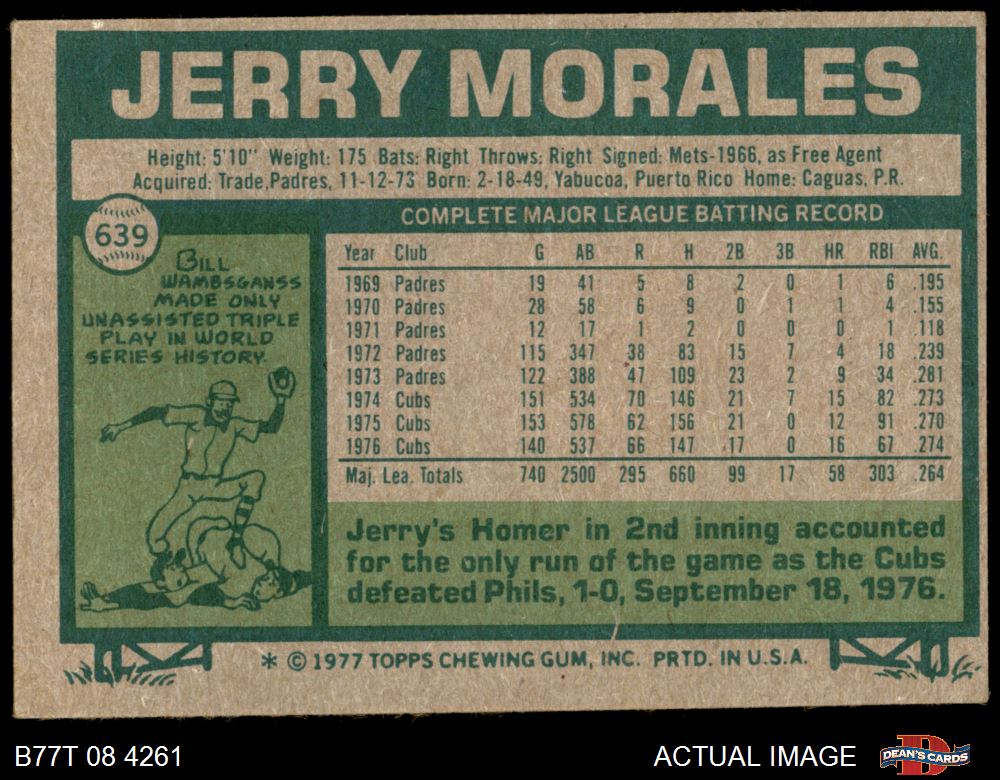 JERRY MORALES
Height: 5'10" Weight: 175 Bats: Right Throws: Right Signed: Mets-1966, as Free Agent
Acquired: Trade, Padres, 11-12-73 Born: 2-18-49, Yabucoa, Puerto Rico Home: Caguas, P.R.
639
BILL
WAMBSGANSS
MADE ONLY
UNASSISTED TRIPLE
PLAY IN WORLD
SERIES HISTORY.
COMPLETE MAJOR LEAGUE BATTING RECORD
Year Club G AB R H 2B 3B HR RBI AVG.
1969 Padres 19 41 5 8 2 0 1 6 .195
1970 Padres 28 58 6 9 0 1 1 4 .155
1971 Padres 12 17 1 2 0 0 0 1 .118
1972 Padres 115 347 38 83 15 7 4 18 .239
1973 Padres 122 388 47 109 23 2 9 34 .281
1974 Cubs 151 534 70 146 21 7 15 82 .273
1975 Cubs 153 578 62 156 21 0 12 91 .270
1976 Cubs 140 537 66 147 17 0 16 67 .274
Maj. Lea. Totals 740 2500 295 660 99 17 58 303 .264
Jerry's Homer in 2nd inning accounted
for the only run of the game as the Cubs
defeated Phils, 1-0, September 18, 1976.
* © 1977 TOPPS CHEWING GUM, INC. PRTD. IN U.S.A.
B77T 08 4261
ACTUAL IMAGE
D
DEAN'S CARDS